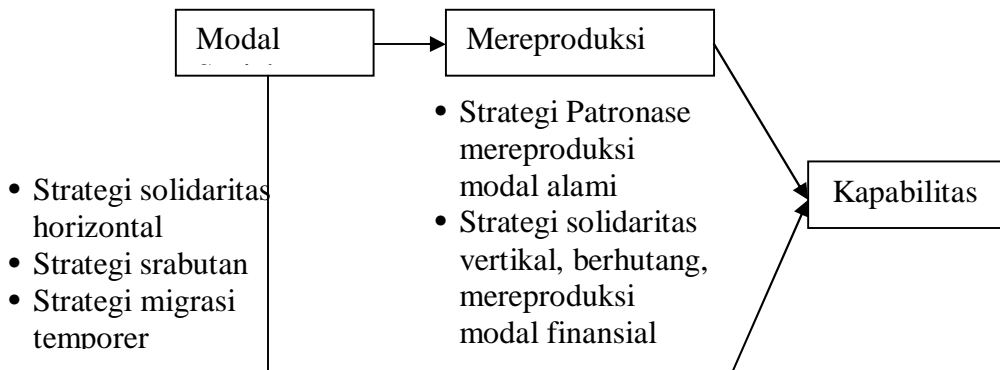 Modal
Mereproduksi
• Strategi Patronase
mereproduksi
modal alami
• Strategi solidaritas
vertikal, berhutang,
mereproduksi
modal finansial
• Strategi solidaritas
horizontal
• Strategi srabutan
• Strategi migrasi
temporer
Kapabilitas